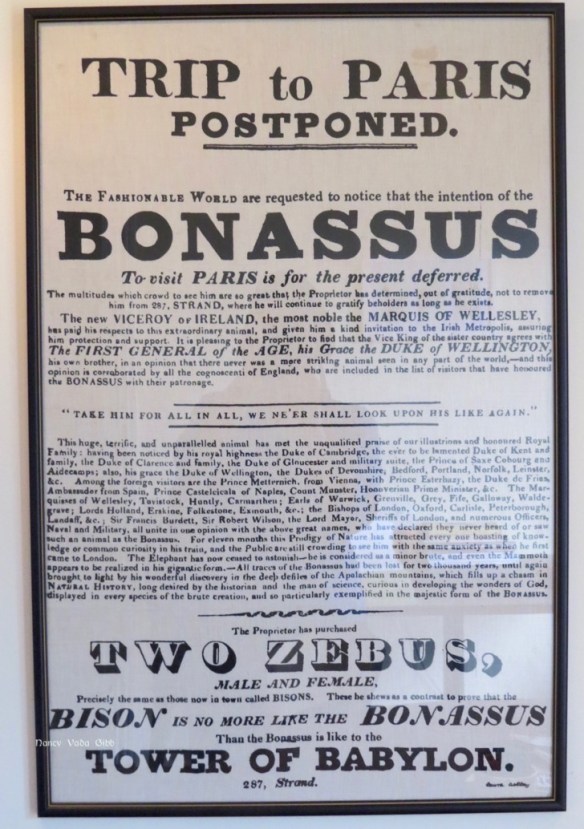 TRIP to PARIS
POSTPONED.
THE FASHIONABLE WORLD are requested to notice that the intention of the
BONASSUS
To visit PARIS is for the present deferred.
The multitudes which crowd to see him are so great that the Proprietor has determined, out of gratitude, not to remove
him from 287, STRAND, where he will continue to gratify beholders as long as he exists.
The new VICEROY OF IRELAND, the most noble the MARQUIS OF WELLESLEY,
has paid his respects to this extraordinary animal, and given him a kind invitation to the Irish Metropolis, assuring
him protection and support. It is pleasing to the Proprietor to find that the Vice King of the sister country agrees with
The FIRST GENERAL of the AGE, his Grace the DUKE of WELLINGTON,
his own brother, in an opinion that there never was a more striking animal seen in any part of the world,—and this
opinion is corroborated by all the cognoscenti of England, who are included in the list of visitors that have honoured
the BONASSUS with their patronage.
"TAKE HIM FOR ALL IN ALL, WE NE'ER SHALL LOOK UPON HIS LIKE AGAIN."
This huge, terrific, and unparallelled animal has met the unqualified praise of our illustrious and honoured Royal
Family: having been noticed by his royal highness the Duke of Cambridge, the ever to be lamented Duke of Kent and
family, the Duke of Clarence and family, the Duke of Gloucester and military suite, the Prince of Saxe Cobourg and
Aidecamps; also, his grace the Duke of Wellington, the Dukes of Devonshire, Bedford, Portland, Norfolk, Leinster,
&c. Among the foreign visitors are the Prince Metternich, from Vienna, with Prince Esterhazy, the Duke de Frias,
Ambassador from Spain, Prince Castelcicala of Naples, Count Munster, Hanoverian Prime Minister, &c. The Mar-
quisses of Wellesley, Tavistock, Huntly, Carmarthen; Earls of Warwick, Grenville, Grey, Fife, Galloway, Walde-
grave; Lords Holland, Erskine, Folkestone, Exmouth, &c.; the Bishops of London, Oxford, Carlisle, Peterborough,
Landaff, &c.; Sir Francis Burdett, Sir Robert Wilson, the Lord Mayor, Sheriffs of London, and numerous Officers,
Naval and Military, all unite in opinion with the above great names, who have declared they never heard of or saw
such an animal as the Bonassus. For eleven months this Prodigy of Nature has attracted every one boasting of know-
ledge or common curiosity in his train, and the Public are still crowding to see him with the same anxiety as when he first
came to London. The Elephant has now ceased to astonish—he is considered as a minor brute, and even the Mammoth
appears to be realized in his gigantic form.—All traces of the Bonassus had been lost for two thousand years, until again
brought to light by his wonderful discovery in the deep defiles of the Apolachian mountains, which fills up a chasm in
NATURAL HISTORY, long desired by the historian and the man of science, curious in developing the wonders of God,
displayed in every species of the brute creation, and so particularly exemplified in the majestic form of the BONASSUS.
The Proprietor has purchased
TWO ZEBUS,
MALE AND FEMALE,
Precisely the same as those now in town called BISONS. These he shews as a contrast to prove that the
BISON IS NO MORE LIKE THE BONASSUS
Than the Bonassus is like to the
TOWER OF BABYLON.
287, Strand.
Nancy Vada Gibb